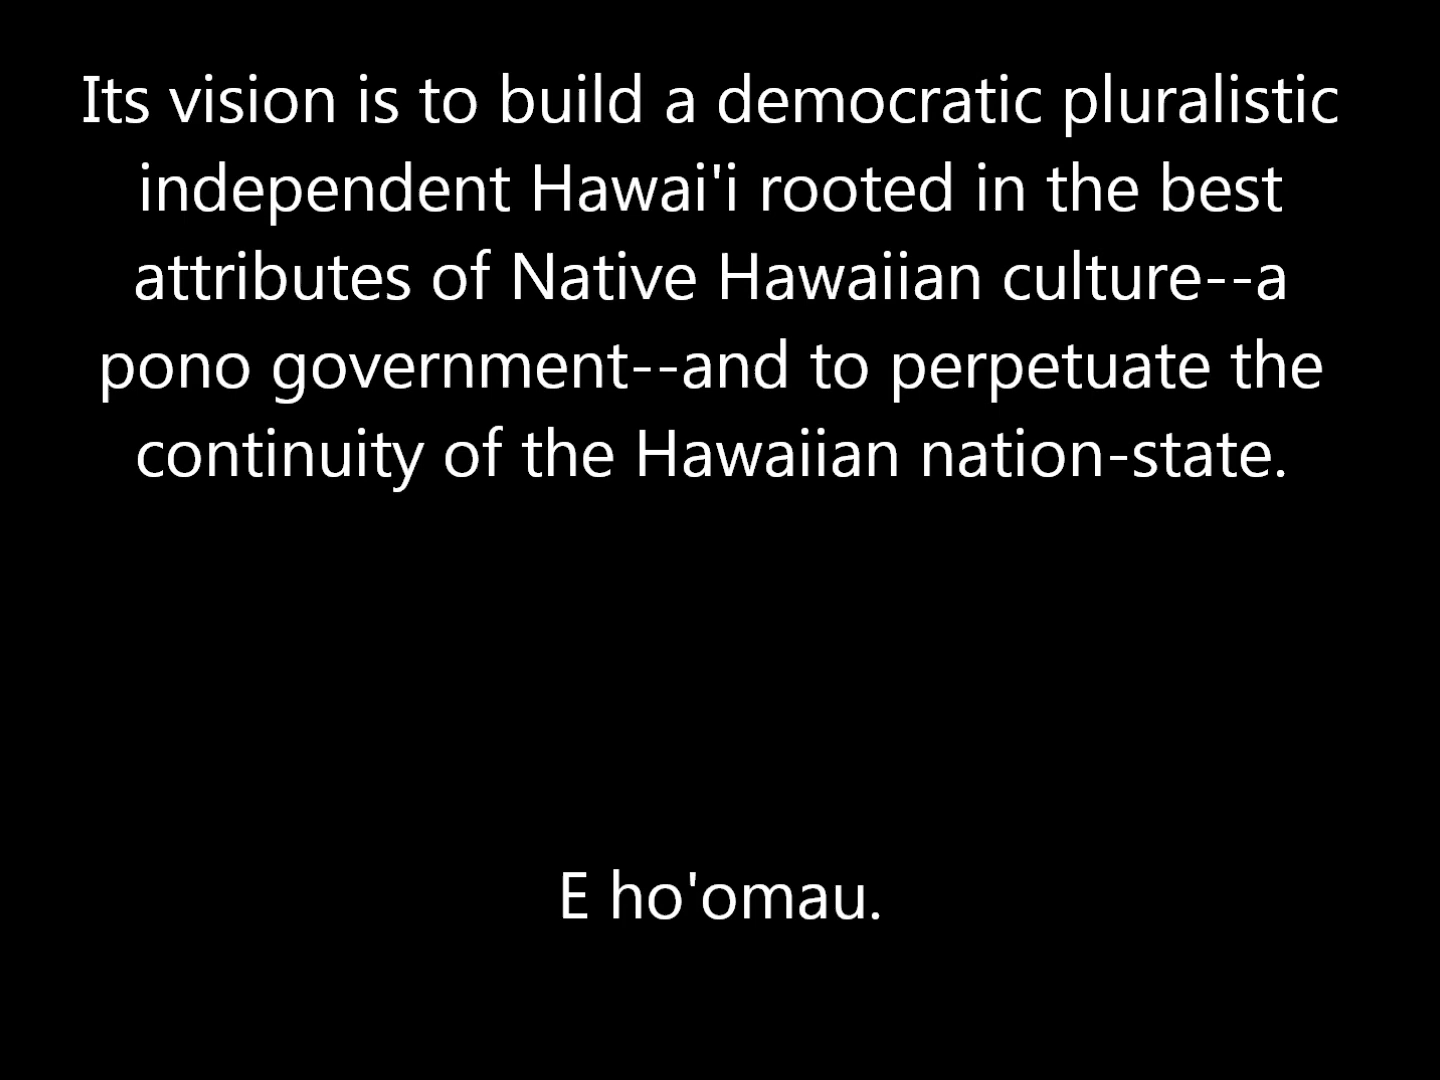 Its vision is to build a democratic pluralistic
independent Hawai'i rooted in the best
attributes of Native Hawaiian culture--a
pono government--and to perpetuate the
continuity of the Hawaiian nation-state.
E ho'omau.